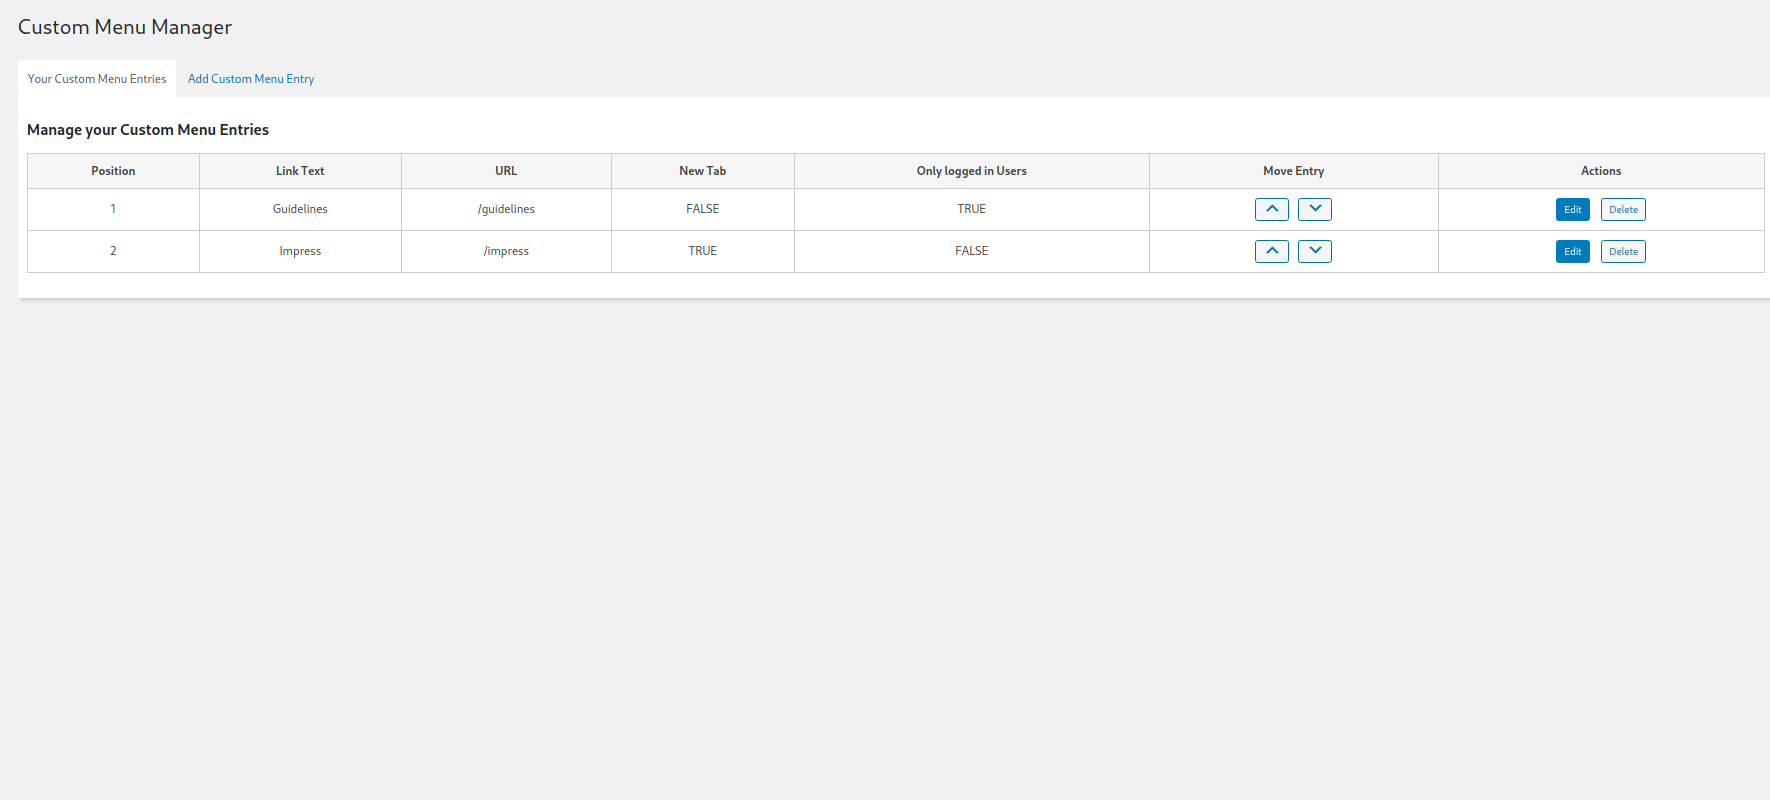 Custom Menu Manager
Your Custom Menu Entries Add Custom Menu Entry
Manage your Custom Menu Entries
Position Link Text URL New Tab Only logged in Users Move Entry Actions
1 Guidelines /guidelines FALSE TRUE Edit Delete
2 Impress /impress TRUE FALSE Edit Delete